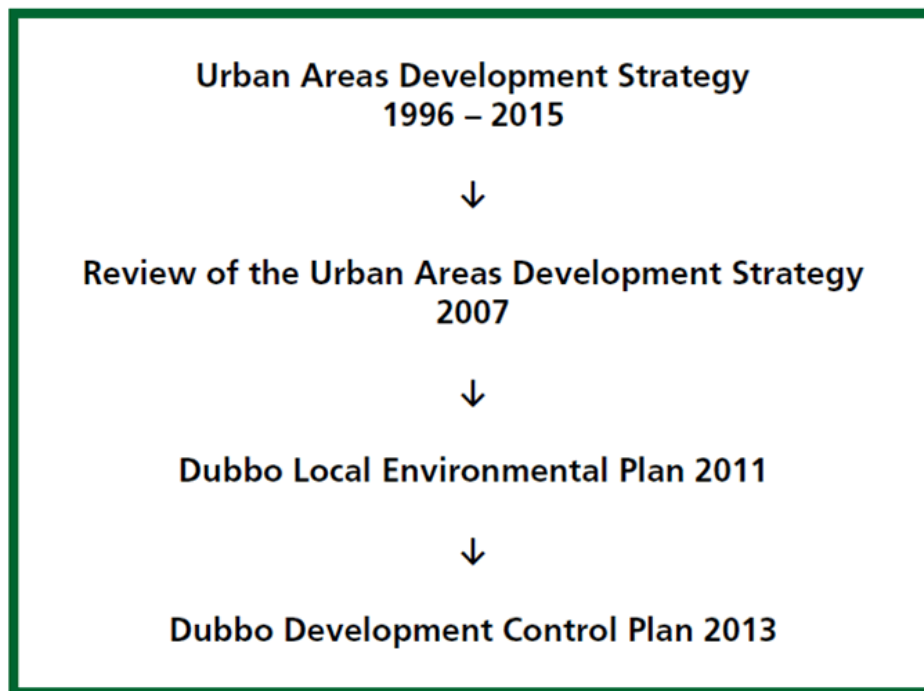 Urban Areas Development Strategy
1996 – 2015
↓
Review of the Urban Areas Development Strategy
2007
↓
Dubbo Local Environmental Plan 2011
↓
Dubbo Development Control Plan 2013